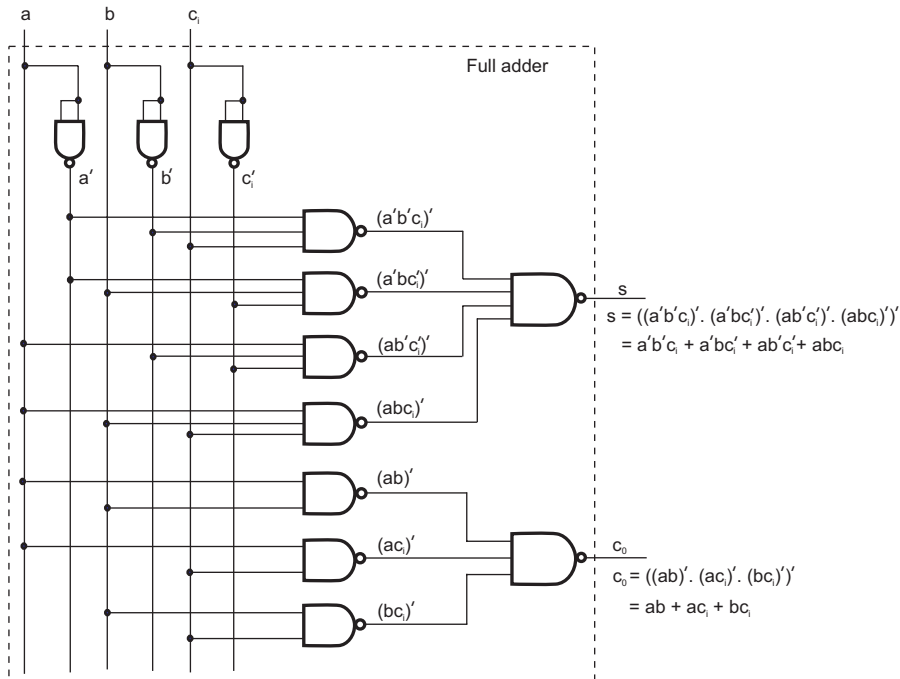 a b cᵢ
Full adder
a′ b′ cᵢ′
(a′b′cᵢ)′
(a′bcᵢ′)′
s
s = ((a′b′cᵢ)′. (a′bcᵢ′)′. (ab′cᵢ′)′. (abcᵢ)′)′
= a′b′cᵢ + a′bcᵢ′ + ab′cᵢ′+ abcᵢ
(ab′cᵢ′)′
(abcᵢ)′
(ab)′
(acᵢ)′
c₀
c₀ = ((ab)′. (acᵢ)′. (bcᵢ)′)′
= ab + acᵢ + bcᵢ
(bcᵢ)′